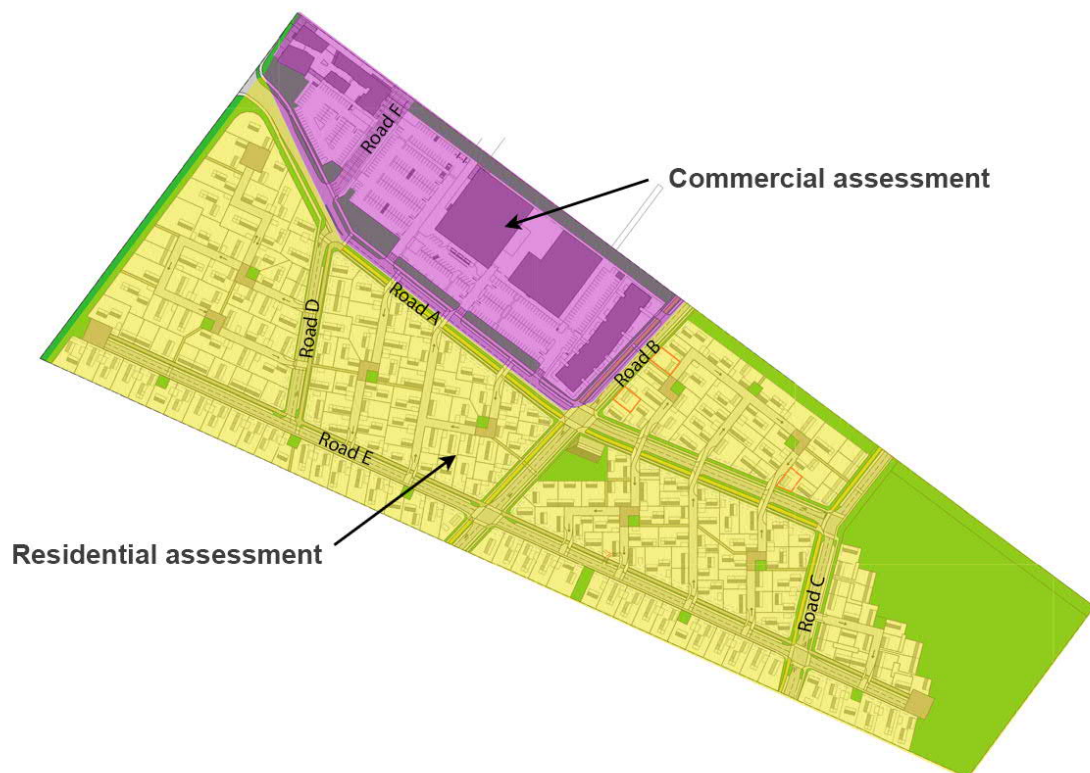 Road F
Commercial assessment
Road A
Road D
Road B
Road E
Residential assessment
Road C